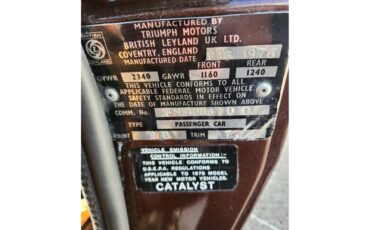 MANUFACTURED BY
TRIUMPH MOTORS
BRITISH LEYLAND UK LTD.
COVENTRY, ENGLAND
MANUFACTURED DATE 1976
FRONT REAR
GVWR 2340 GAWR 1160 1240
THIS VEHICLE CONFORMS TO ALL
APPLICABLE FEDERAL MOTOR VEHICLE
SAFETY STANDARDS IN EFFECT ON
THE DATE OF MANUFACTURE SHOWN ABOVE
COMM. No.
TYPE PASSENGER CAR
PAINT TRIM
VEHICLE EMISSION
CONTROL INFORMATION:-
THIS VEHICLE CONFORMS TO
U.S.E.P.A. REGULATIONS
APPLICABLE TO 1976 MODEL
YEAR NEW MOTOR VEHICLES.
CATALYST